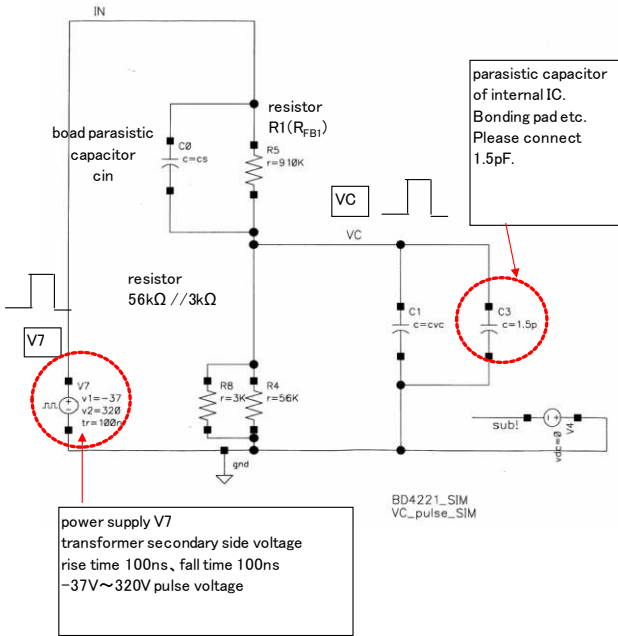 IN
resistor
R1(RFB1)
boad parasistic
capacitor
cin
C0
c=cs
R5
r=910K
parasistic capacitor
of internal IC.
Bonding pad etc.
Please connect
1.5pF.
VC
VC
resistor
56kΩ //3kΩ
V7
V7
v1=-37
v2=320
tr=100n
C1
c=cvc
C3
c=1.5p
R8
r=3K
R4
r=56K
gnd
sub!
vdc=0
V4
BD4221_SIM
VC_pulse_SIM
power supply V7
transformer secondary side voltage
rise time 100ns、fall time 100ns
-37V～320V pulse voltage